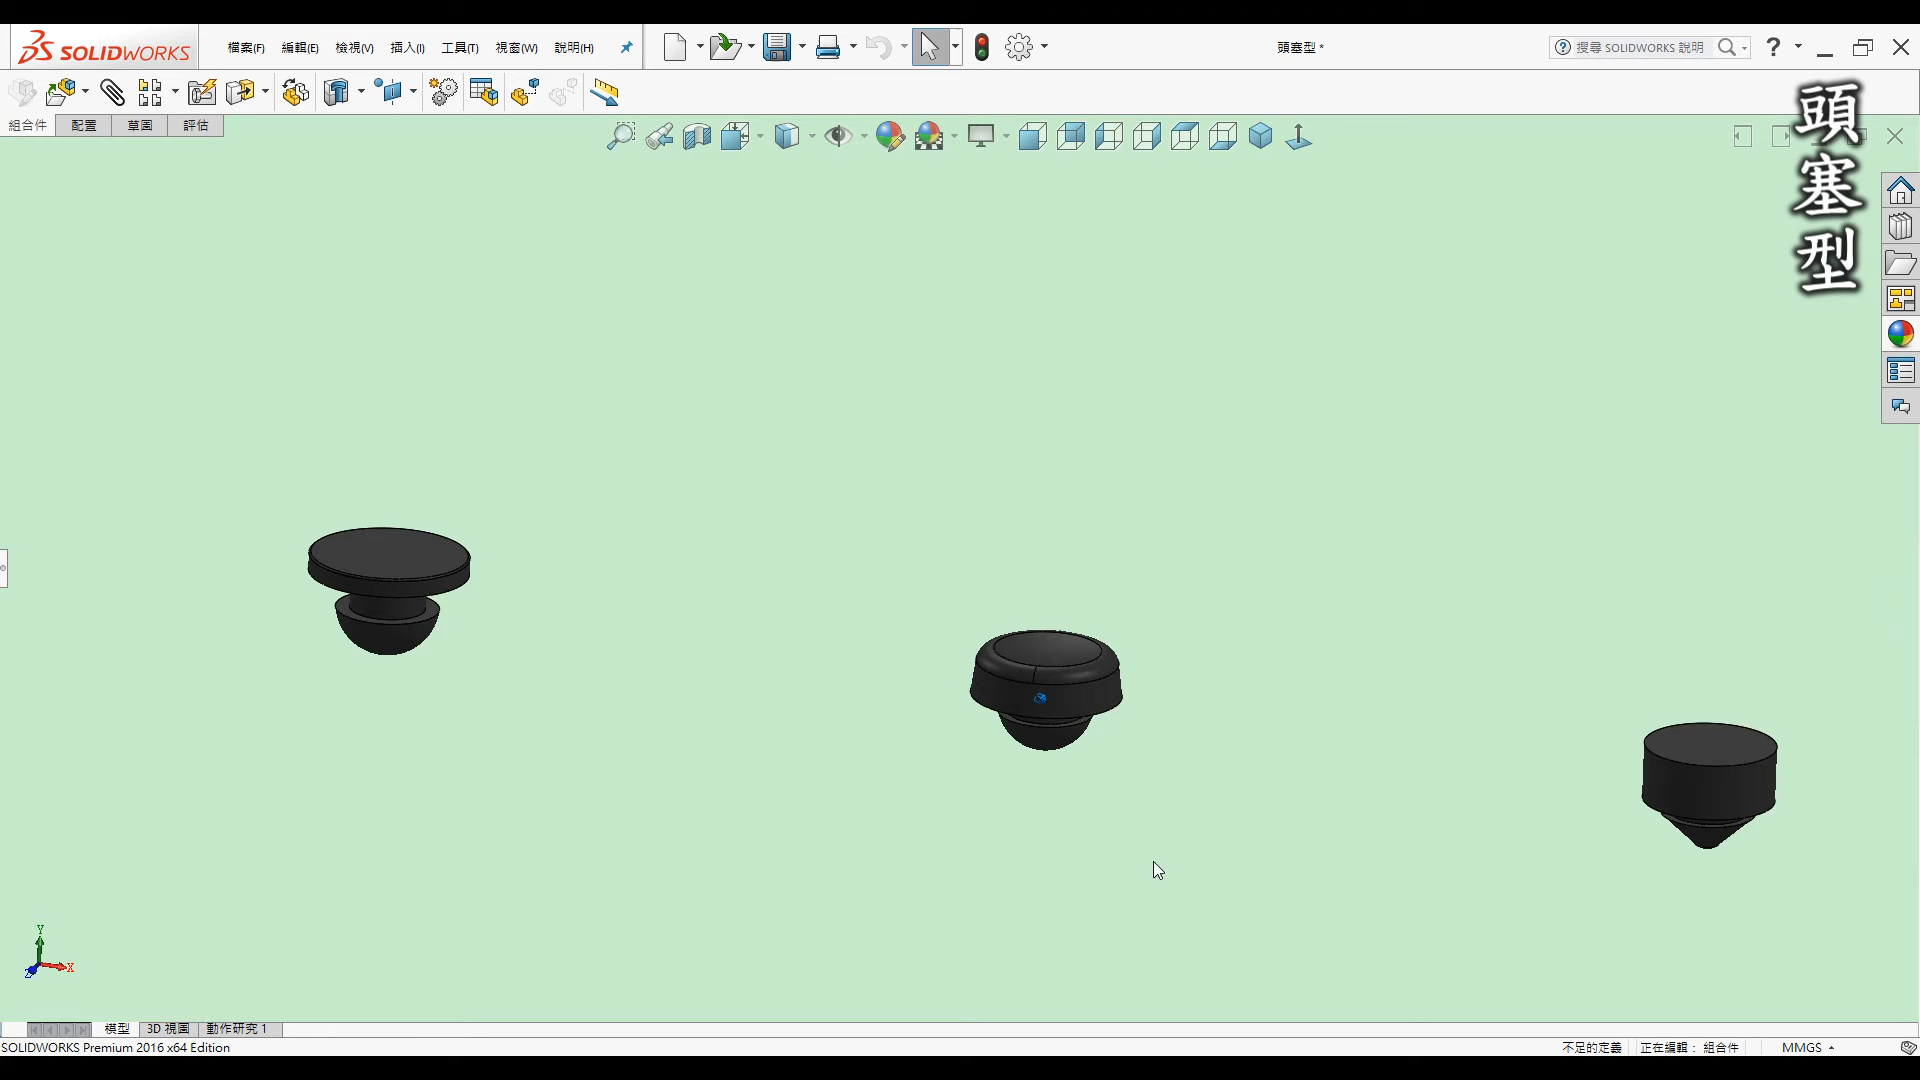 SOLIDWORKS
檔案(F) 編輯(E) 檢視(V) 插入(I) 工具(T) 視窗(W) 說明(H)
頭塞型 *
搜尋 SOLIDWORKS 說明
組合件 配置 草圖 評估
頭塞型
Y
X
Z
模型 3D 視圖 動作研究 1
SOLIDWORKS Premium 2016 x64 Edition
不足的定義 正在編輯： 組合件 MMGS